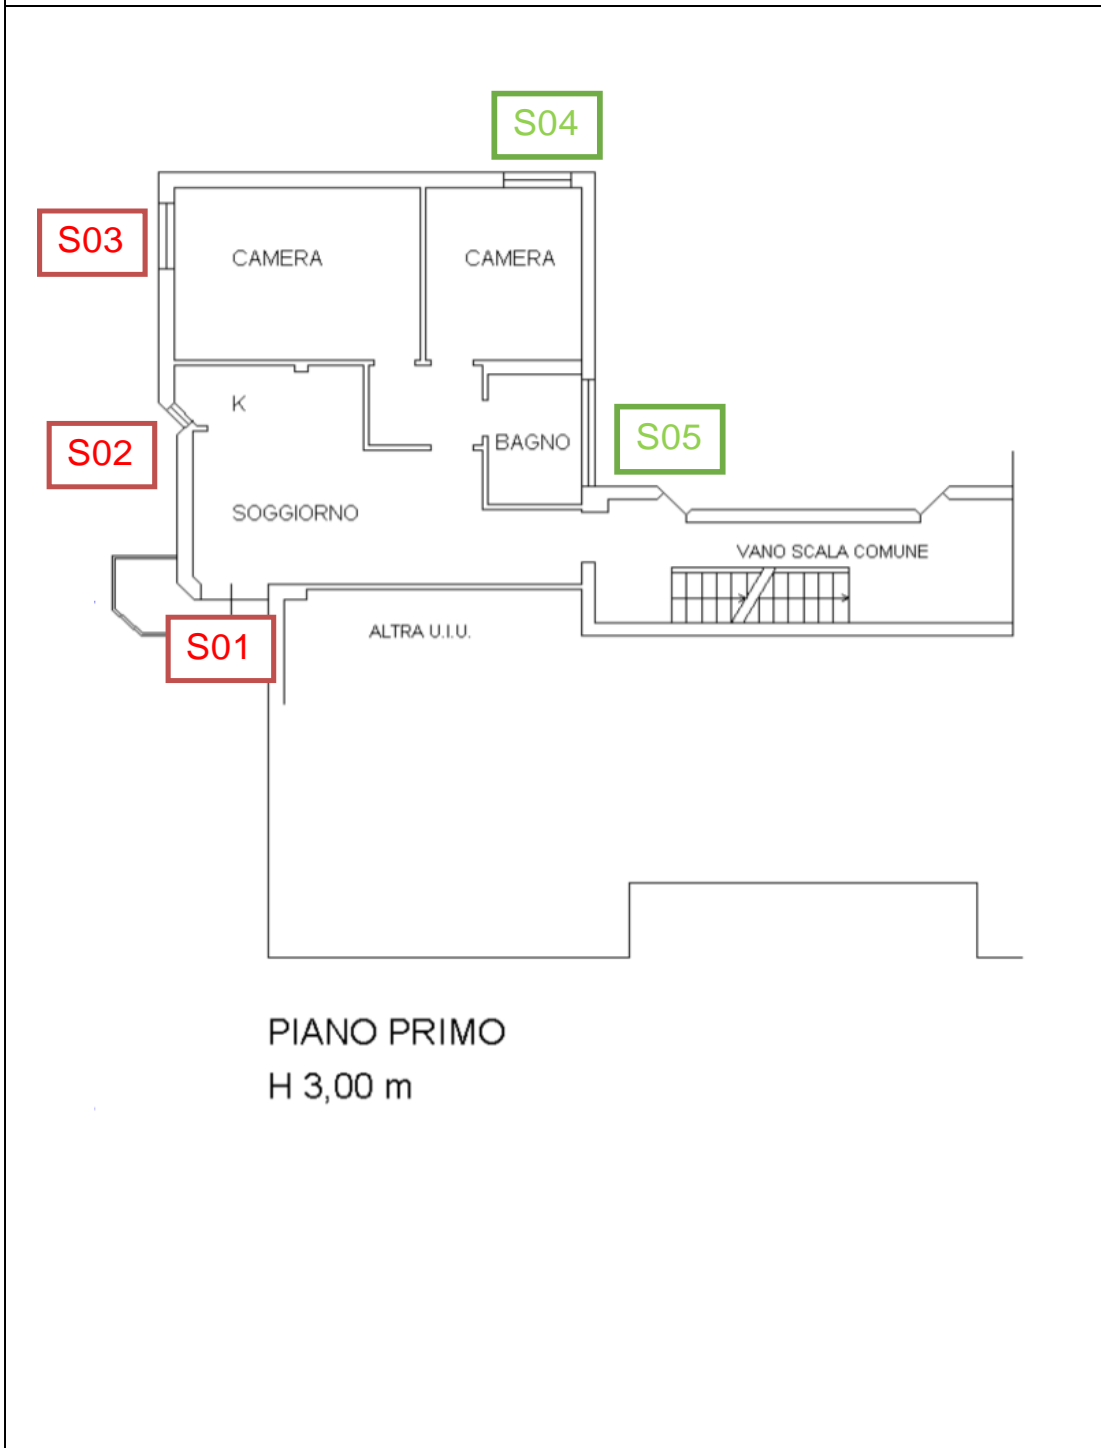 S04
S03
CAMERA
CAMERA
K
S02
BAGNO
S05
SOGGIORNO
VANO SCALA COMUNE
S01
ALTRA U.I.U.
PIANO PRIMO
H 3,00 m